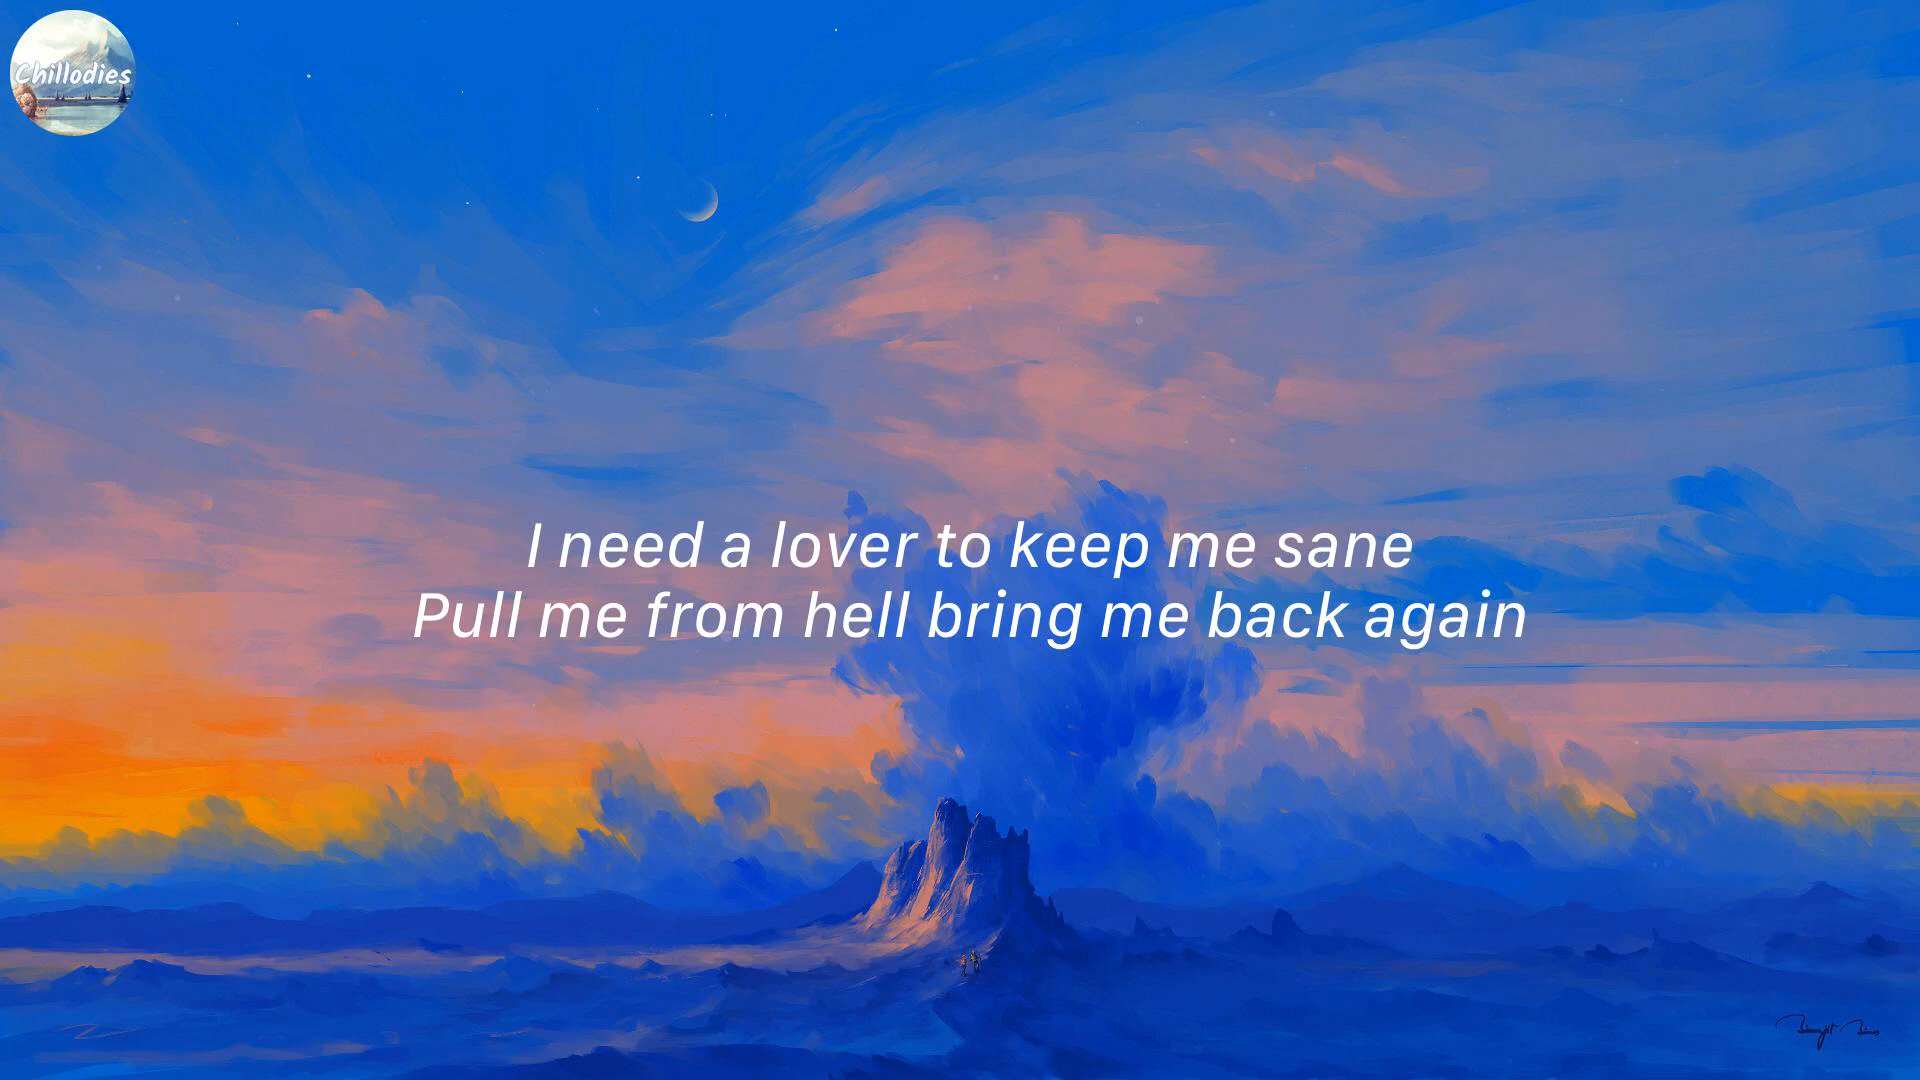 Chillodies
I need a lover to keep me sane
Pull me from hell bring me back again